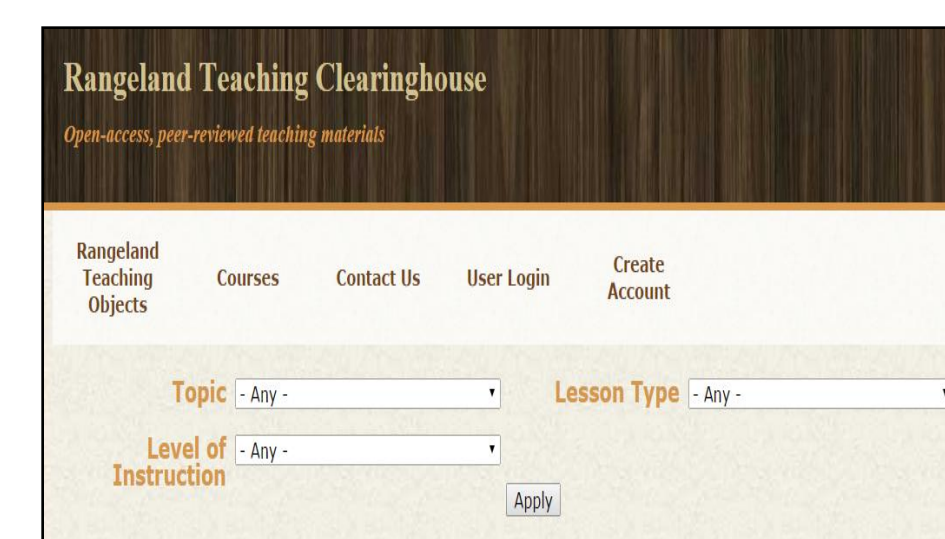 Rangeland Teaching Clearinghouse
Open-access, peer-reviewed teaching materials
Rangeland
Teaching
Objects
Courses
Contact Us
User Login
Create
Account
Topic - Any -
Lesson Type - Any -
Level of
Instruction
- Any -
Apply